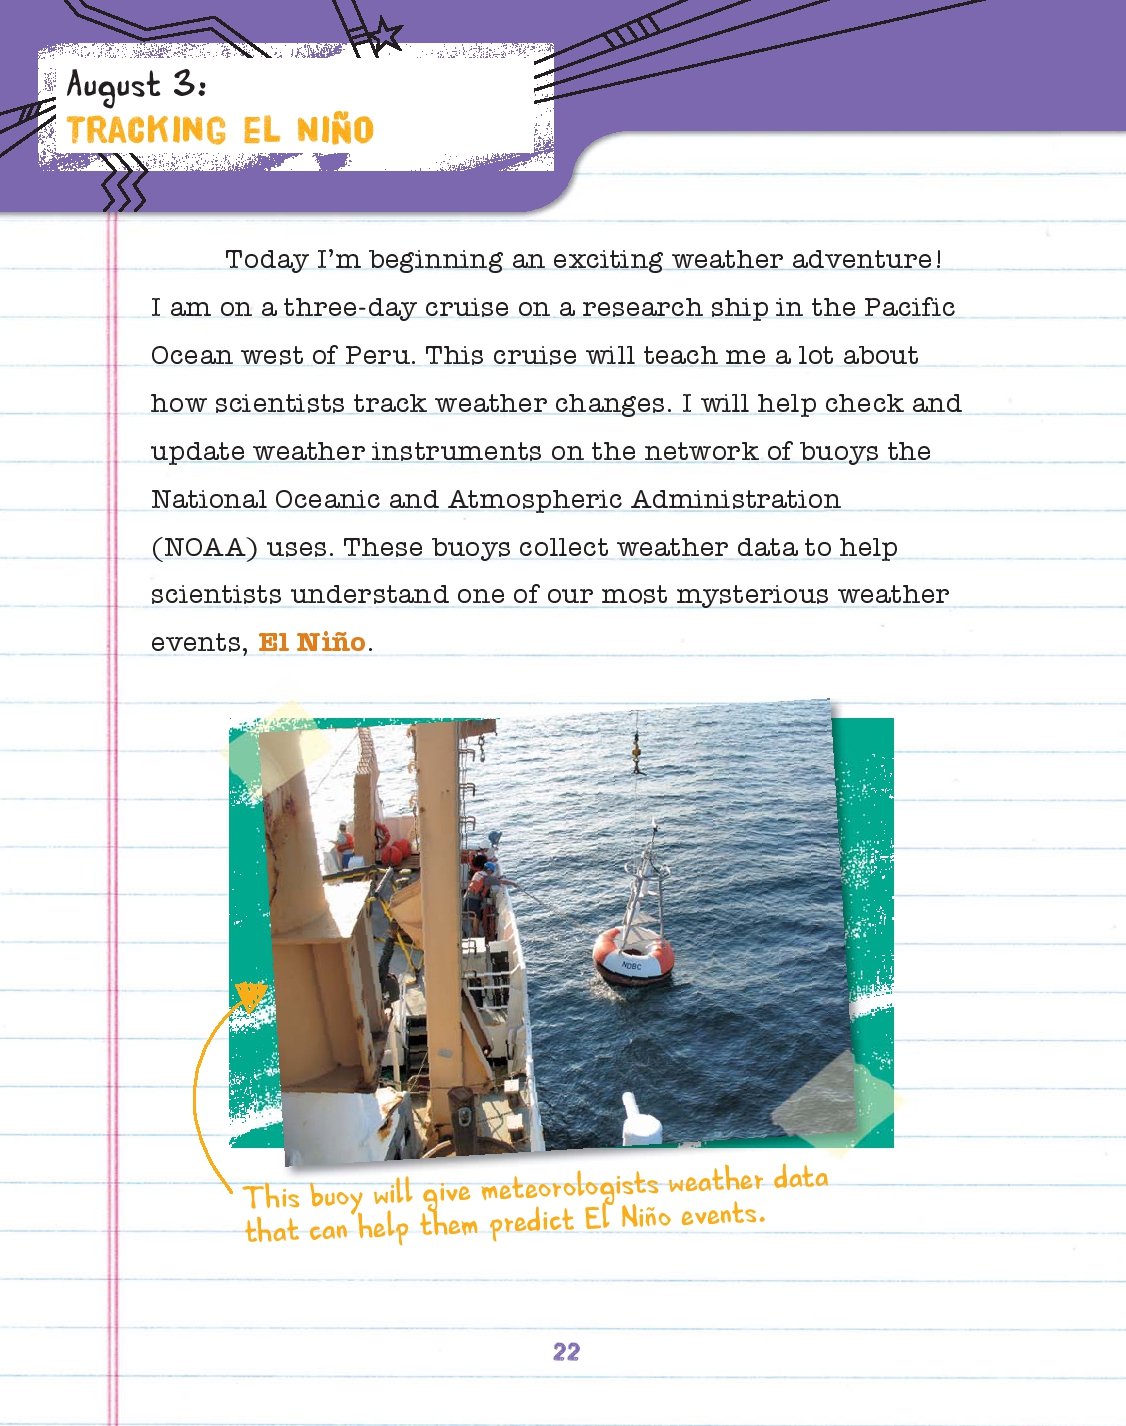 August 3:
TRACKING EL NIÑO
Today I'm beginning an exciting weather adventure!
I am on a three-day cruise on a research ship in the Pacific
Ocean west of Peru. This cruise will teach me a lot about
how scientists track weather changes. I will help check and
update weather instruments on the network of buoys the
National Oceanic and Atmospheric Administration
(NOAA) uses. These buoys collect weather data to help
scientists understand one of our most mysterious weather
events, El Niño.
NDBC
This buoy will give meteorologists weather data
that can help them predict El Niño events.
22